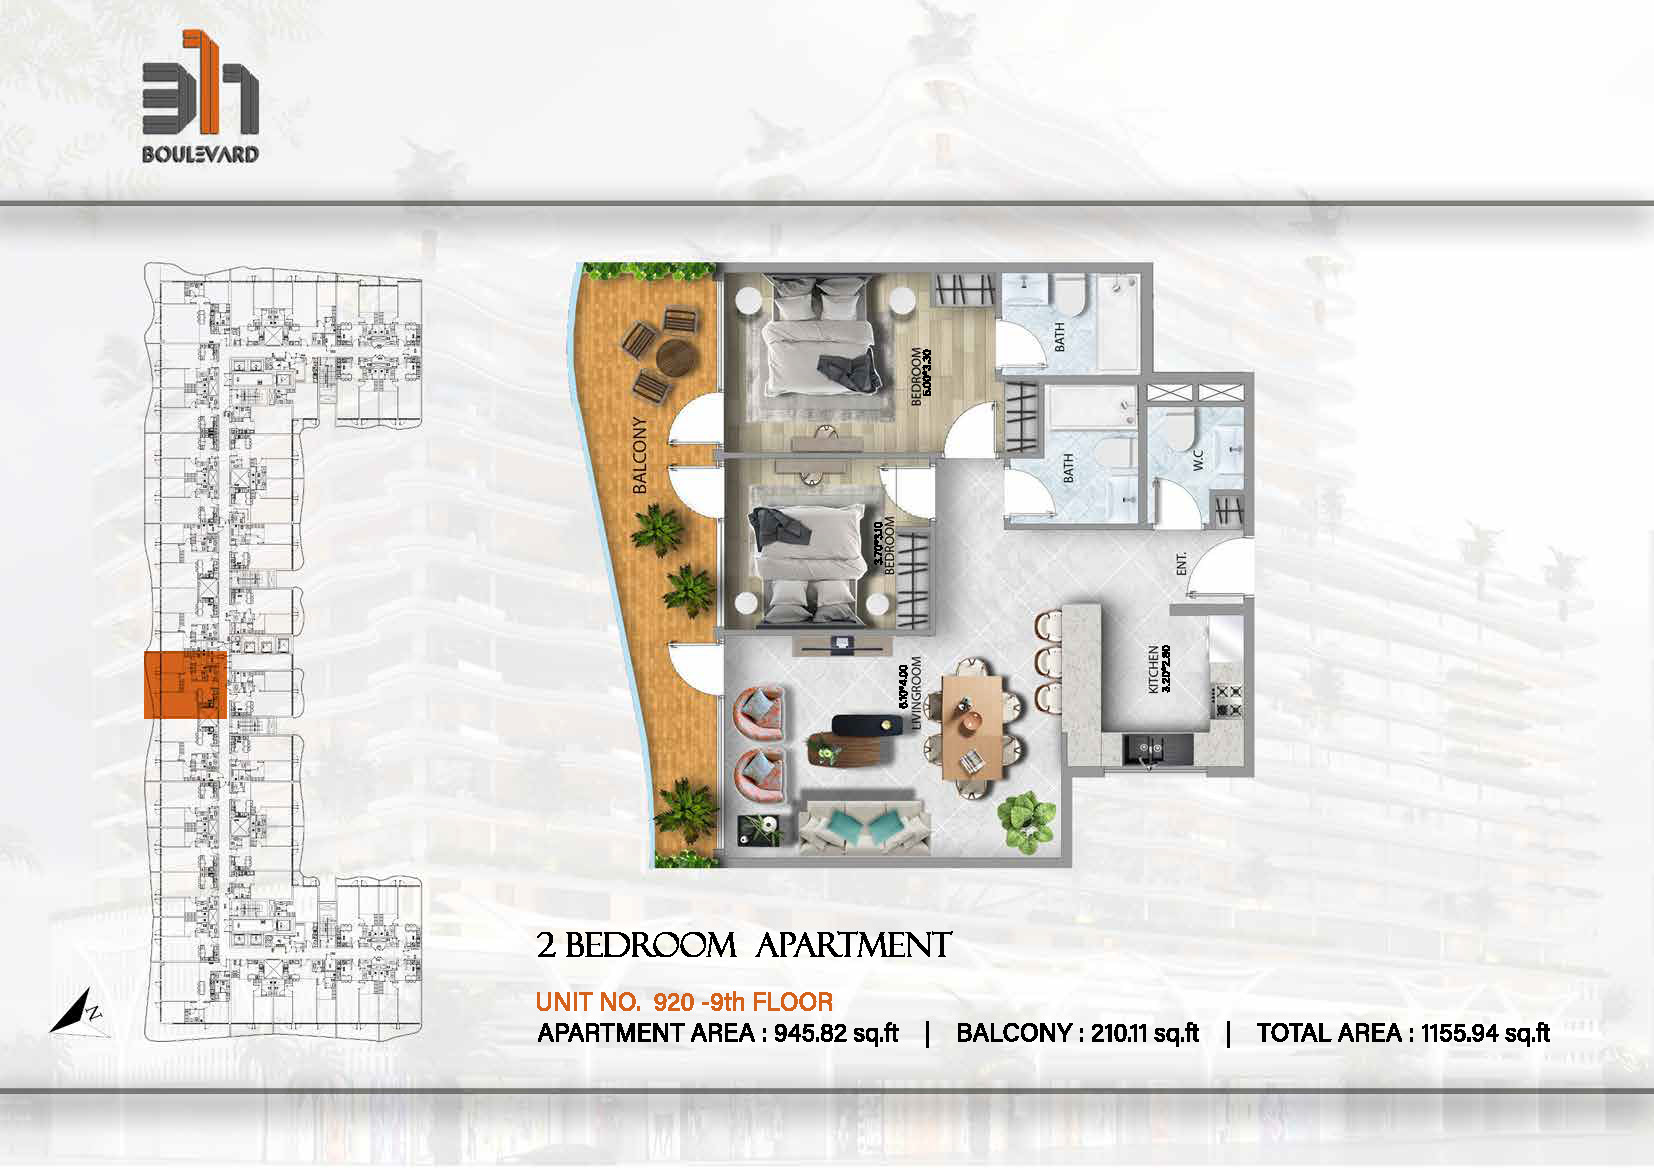 311
BOULEVARD
BALCONY
BEDROOM
5.00*3.30
BATH
BATH
W.C
3.70*3.10
BEDROOM
ENT.
6.10*4.00
LIVINGROOM
KITCHEN
3.20*2.80
N
2 BEDROOM APARTMENT
UNIT NO. 920 -9th FLOOR
APARTMENT AREA : 945.82 sq.ft | BALCONY : 210.11 sq.ft | TOTAL AREA : 1155.94 sq.ft